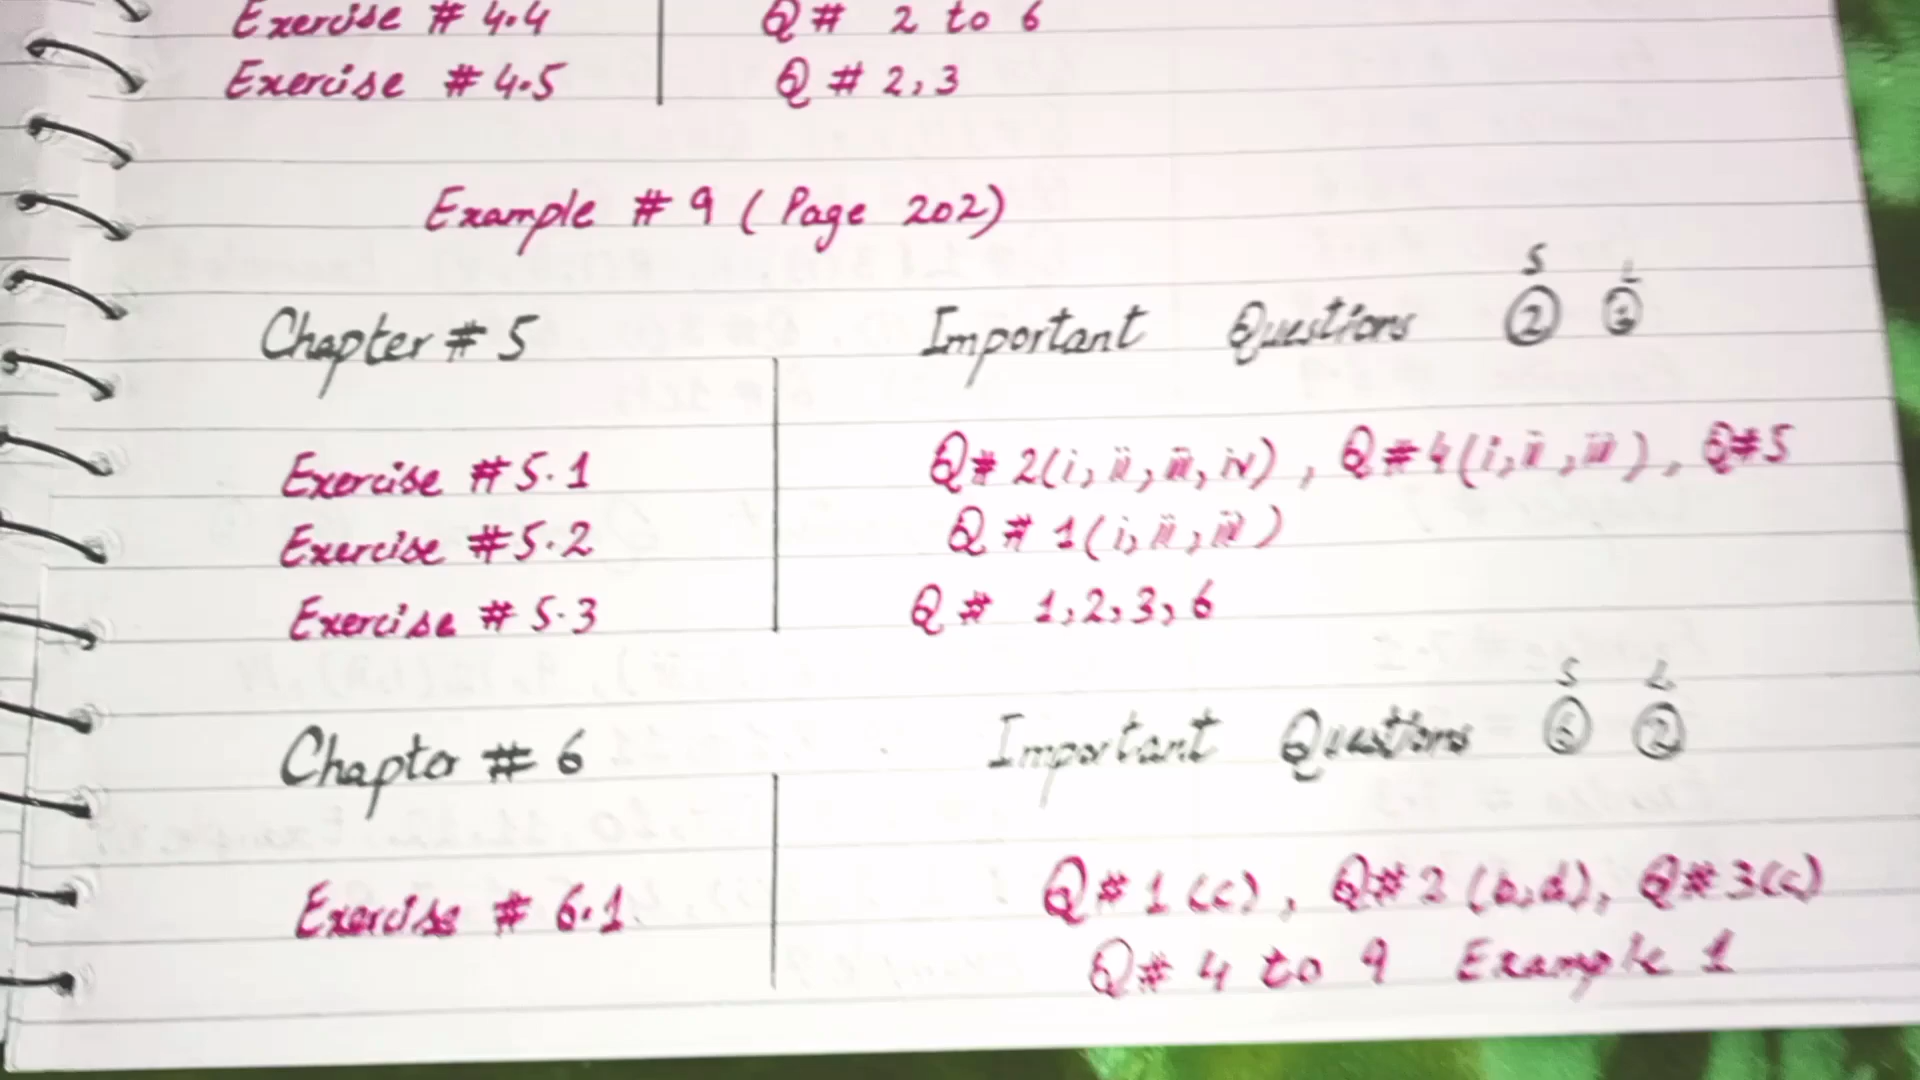 Exercise # 4.4 Q # 2 to 6
Exercise # 4.5 Q # 2,3
Example # 9 (Page 202)
S L
Chapter # 5 Important Questions 2
Exercise # 5.1 Q# 2(i, ii, iii, iv), Q#4(i, ii, iii), Q#5
Exercise # 5.2 Q # 1(i, ii, iii)
Exercise # 5.3 Q # 1,2,3,6
S L
Chapter # 6 Important Questions 2
Exercise # 6.1 Q#1(c), Q#2(b,d), Q#3(c)
Q# 4 to 9 Example 1